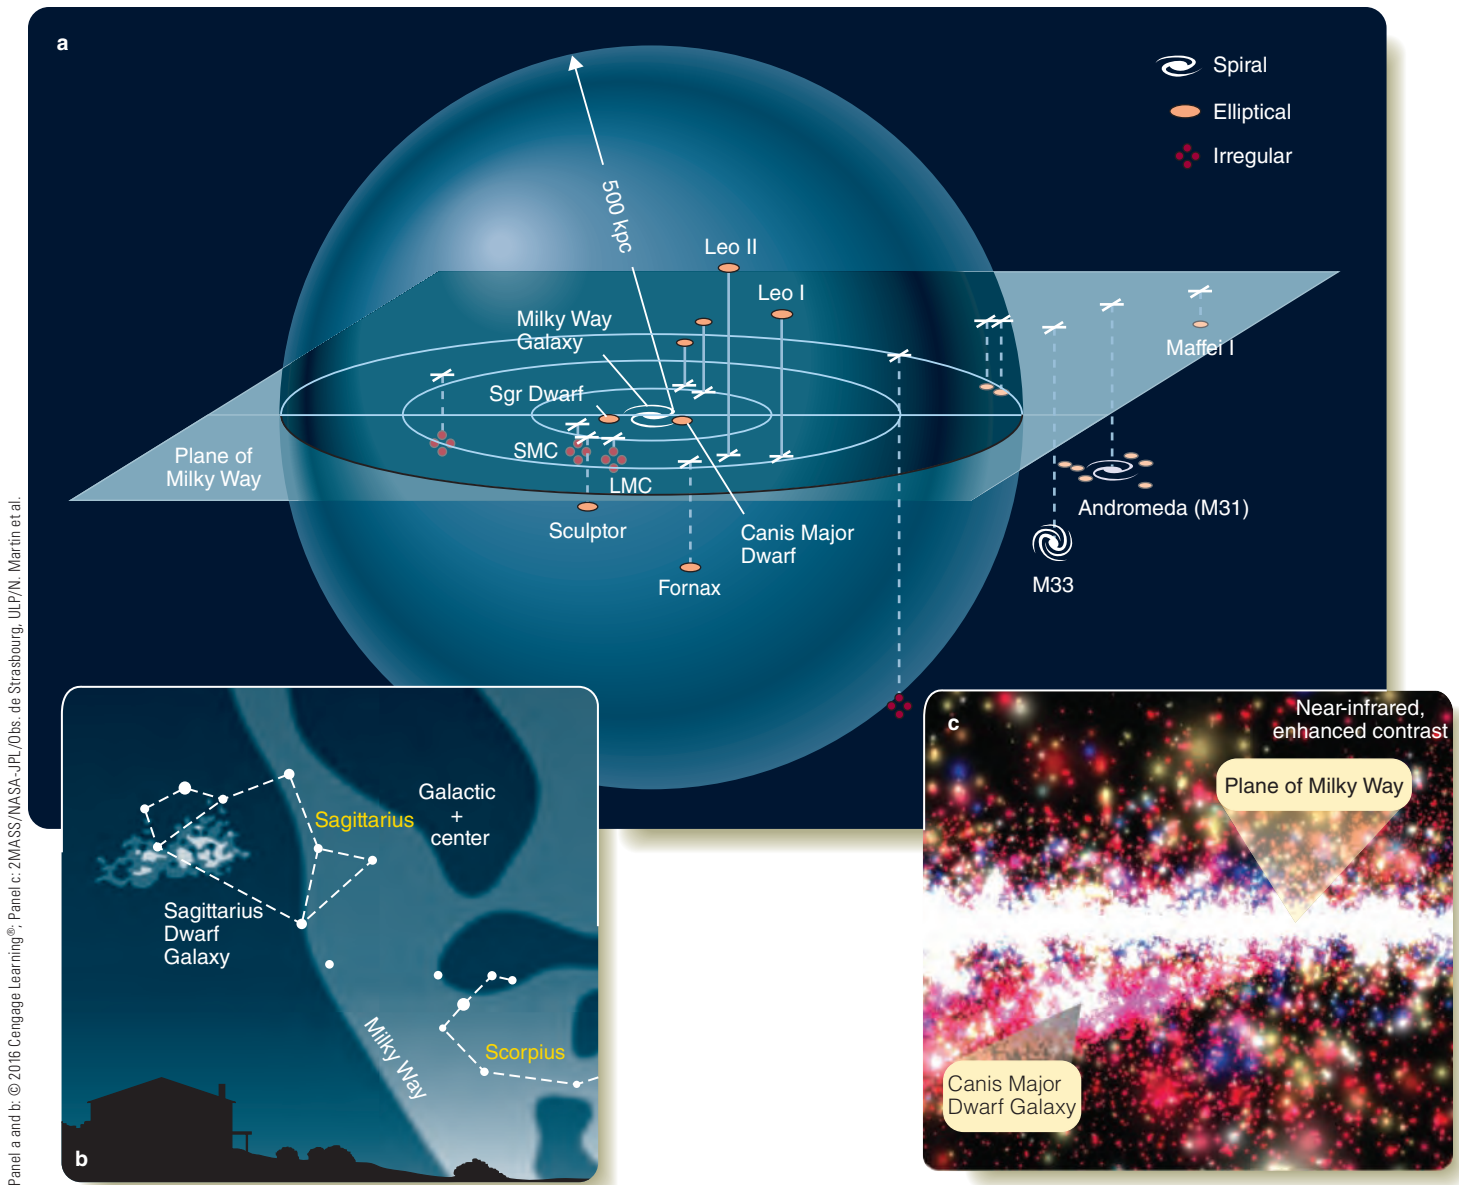 a
Spiral
Elliptical
Irregular
500 kpc
Leo II
Leo I
Milky Way
Galaxy
Sgr Dwarf
Maffei I
SMC
LMC
Plane of
Milky Way
Sculptor
Canis Major
Dwarf
Fornax
Andromeda (M31)
M33
Galactic
+
center
Sagittarius
Sagittarius
Dwarf
Galaxy
Milky Way
Scorpius
b
c
Near-infrared,
enhanced contrast
Plane of Milky Way
Canis Major
Dwarf Galaxy
Panel a and b: © 2016 Cengage Learning®; Panel c: 2MASS/NASA-JPL/Obs. de Strasbourg, ULP/N. Martin et al.